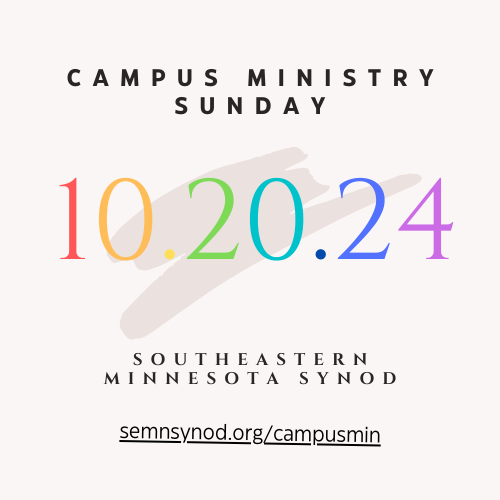 CAMPUS MINISTRY
SUNDAY
10.20.24
SOUTHEASTERN
MINNESOTA SYNOD
semnsynod.org/campusmin